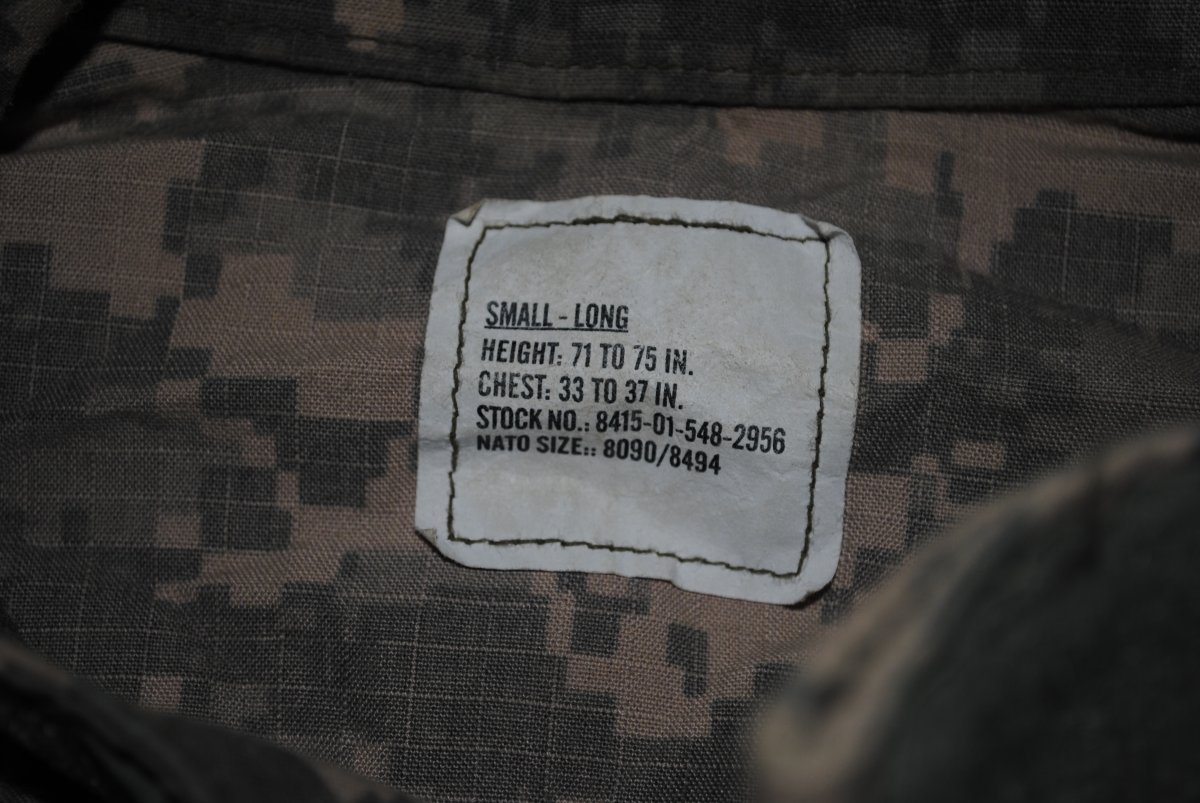 SMALL - LONG
HEIGHT: 71 TO 75 IN.
CHEST: 33 TO 37 IN.
STOCK NO.: 8415-01-548-2956
NATO SIZE:: 8090/8494